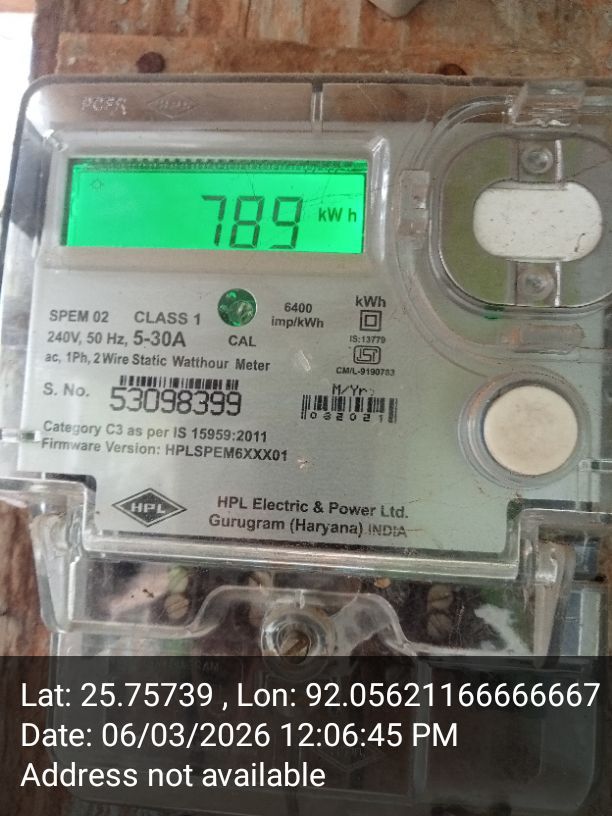 789 kWh
SPEM 02 CLASS 1
6400
imp/kWh
kWh
240V, 50 Hz, 5-30A
CAL
IS:13779
ac, 1Ph, 2 Wire Static Watthour Meter
CM/L-9190783
S. No. 53098399
M/Yr
032021
Category C3 as per IS 15959:2011
Firmware Version: HPLSPEM6XXX01
HPL
HPL Electric & Power Ltd.
Gurugram (Haryana) INDIA
Lat: 25.75739 , Lon: 92.05621166666667
Date: 06/03/2026 12:06:45 PM
Address not available